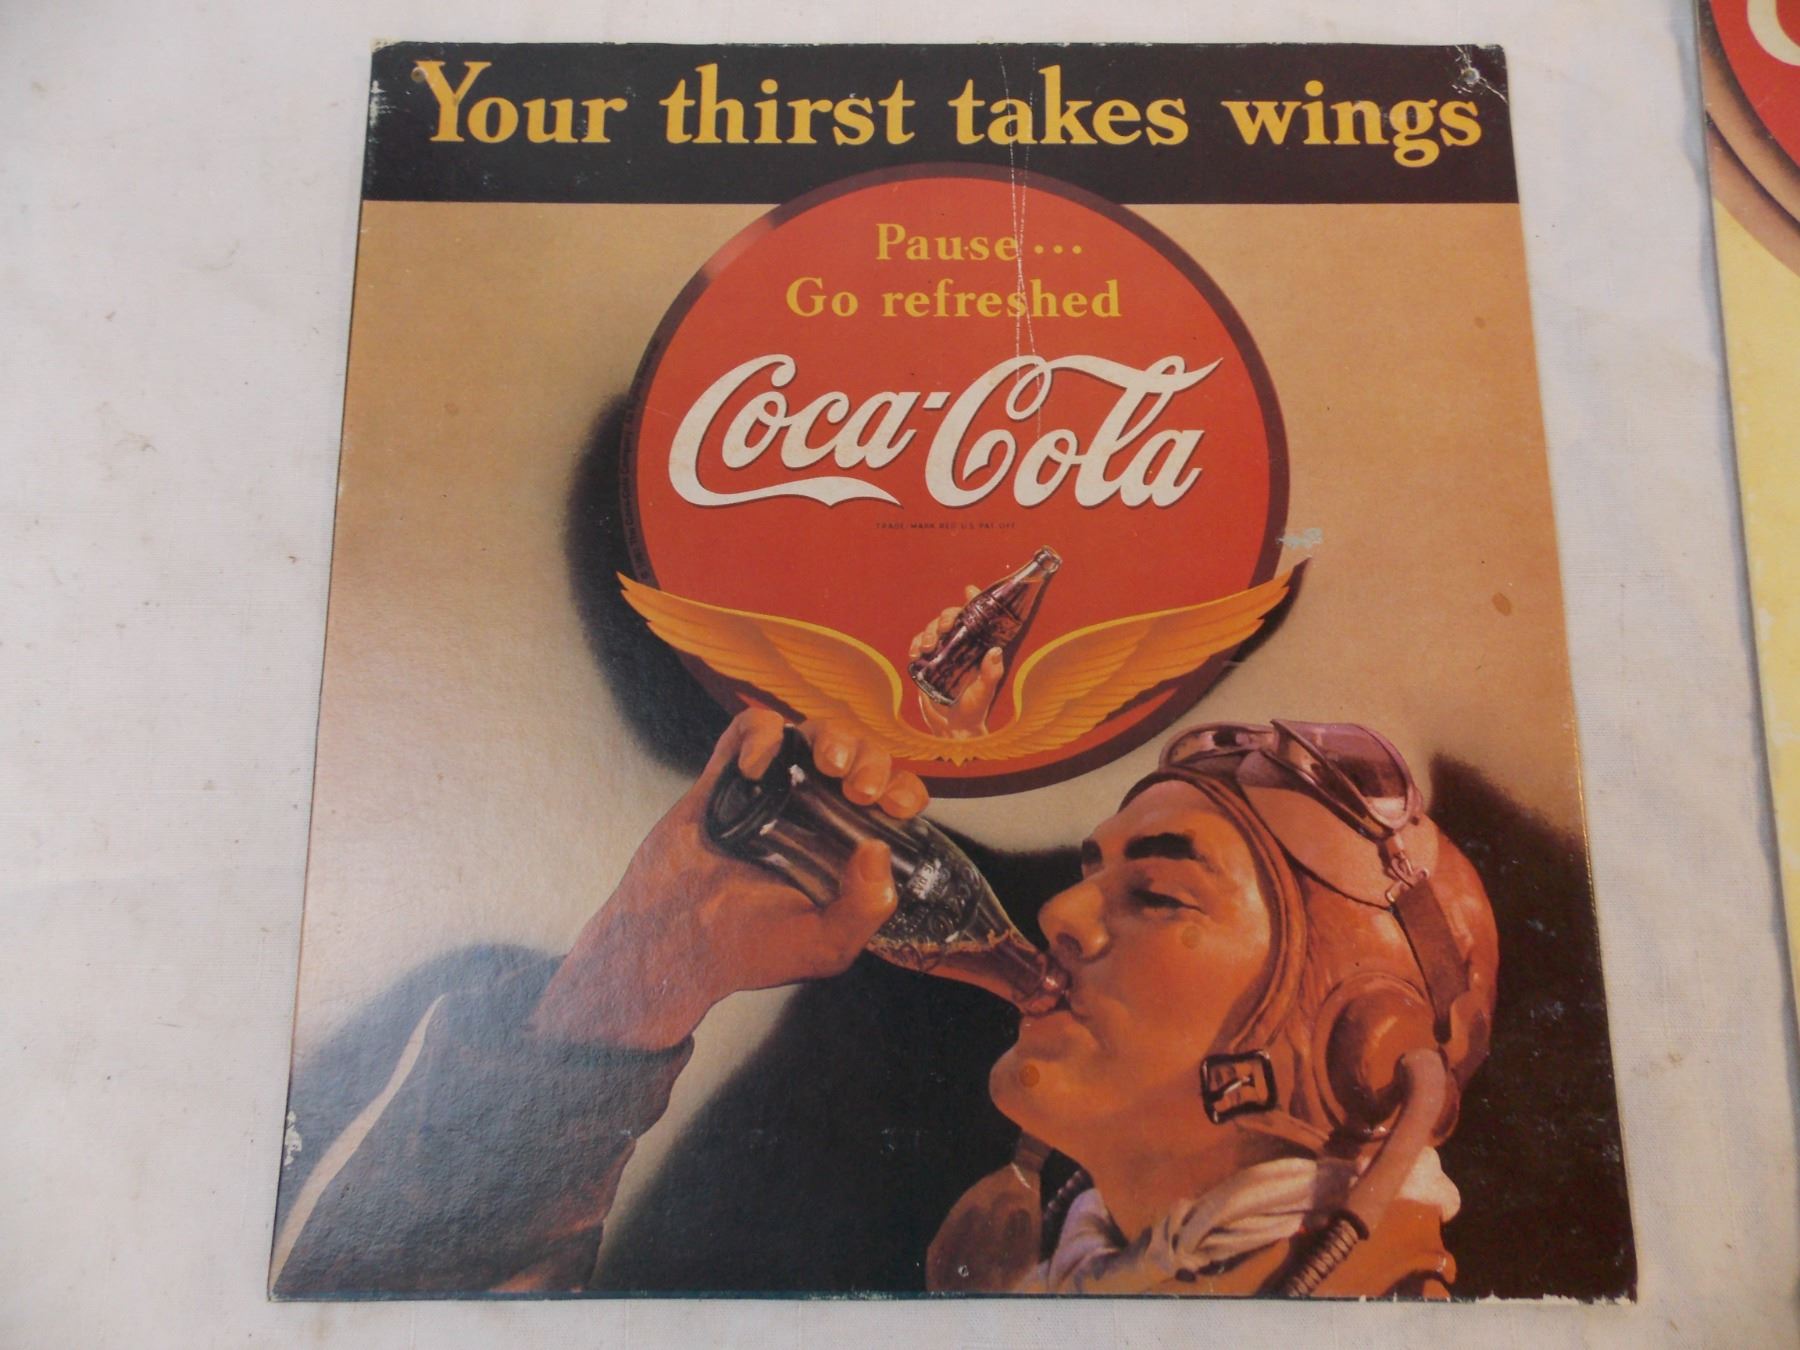 Your thirst takes wings
Pause...
Go refreshed
Coca-Cola
TRADE-MARK REG U.S. PAT. OFF